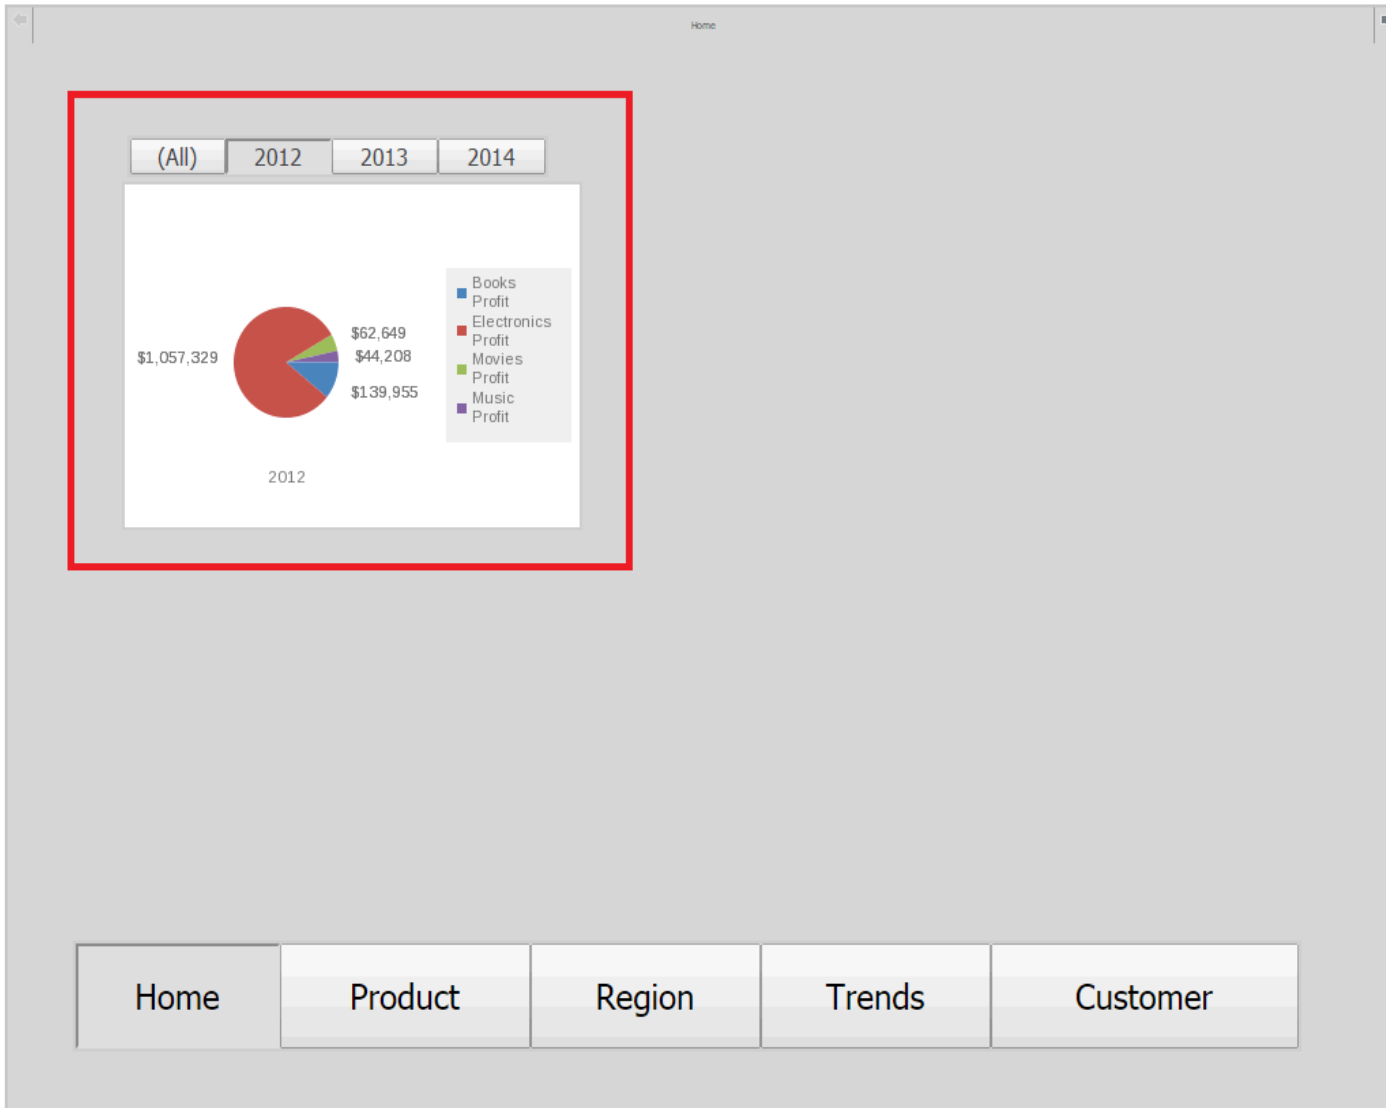 Home
(All) 2012 2013 2014
Books
Profit
Electronics
Profit
Movies
Profit
Music
Profit
$62,649
$1,057,329 $44,208
$139,955
2012
Home Product Region Trends Customer